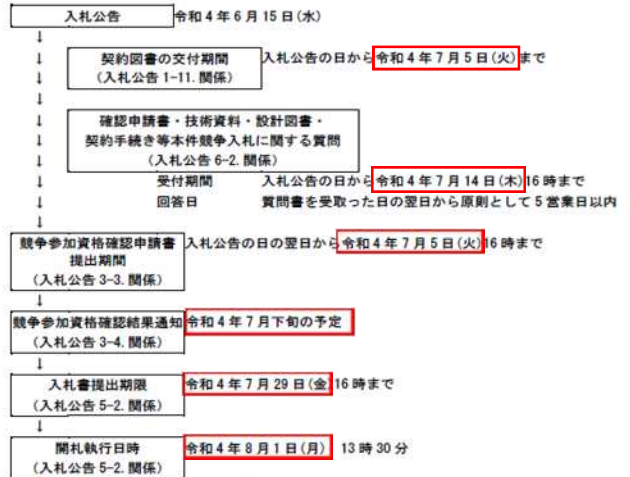 入札公告 令和4年6月15日(水)
↓
↓ 契約図書の交付期間 入札公告の日から令和4年7月5日(火)まで
↓ (入札公告1-11.関係)
↓
↓ 確認申請書・技術資料・設計図書・
↓ 契約手続き等本件競争入札に関する質問
↓ (入札公告6-2.関係)
↓ 受付期間 入札公告の日から令和4年7月14日(木)16時まで
↓ 回答日 質問書を受取った日の翌日から原則として5営業日以内
↓
競争参加資格確認申請書 入札公告の日の翌日から令和4年7月5日(火)16時まで
提出期間
(入札公告3-3.関係)
↓
競争参加資格確認結果通知 令和4年7月下旬の予定
(入札公告3-4.関係)
↓
入札書提出期限 令和4年7月29日(金)16時まで
(入札公告5-2.関係)
↓
開札執行日時 令和4年8月1日(月) 13時30分
(入札公告5-2.関係)